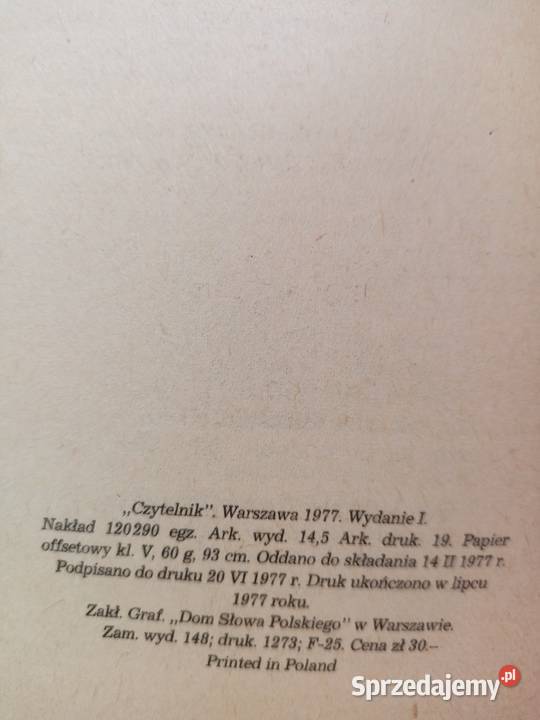 „Czytelnik”. Warszawa 1977. Wydanie I.
Nakład 120290 egz. Ark. wyd. 14,5 Ark. druk. 19. Papier
offsetowy kl. V, 60 g, 93 cm. Oddano do składania 14 II 1977 r.
Podpisano do druku 20 VI 1977 r. Druk ukończono w lipcu
1977 roku.
Zakł. Graf. „Dom Słowa Polskiego” w Warszawie.
Zam. wyd. 148; druk. 1273; F-25. Cena zł 30.–
Printed in Poland
Sprzedajemy.pl